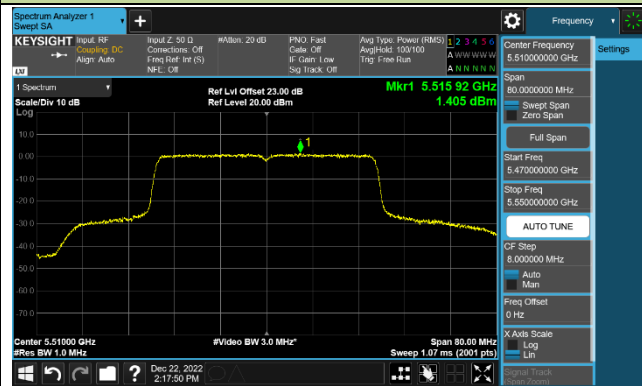 Spectrum Analyzer 1
Swept SA
Frequency
KEYSIGHT
Input: RF
Coupling: DC
Align: Auto
Input Z: 50 Ω
Corrections: Off
Freq Ref: Int (S)
NFE: Off
#Atten: 20 dB
PNO: Fast
Gate: Off
IF Gain: Low
Sig Track: Off
Avg Type: Power (RMS)
Avg|Hold: 100/100
Trig: Free Run
1 2 3 4 5 6
A W W W W W
A N N N N N
LXI
1 Spectrum
Scale/Div 10 dB
Log
Ref Lvl Offset 23.00 dB
Ref Level 20.00 dBm
Mkr1 5.515 92 GHz
1.405 dBm
1
10.0
0.00
-10.0
-20.0
-30.0
-40.0
-50.0
-60.0
-70.0
Center 5.51000 GHz
#Res BW 1.0 MHz
#Video BW 3.0 MHz*
Span 80.00 MHz
Sweep 1.07 ms (2001 pts)
Dec 22, 2022
2:17:50 PM
Center Frequency
5.510000000 GHz
Settings
Span
80.0000000 MHz
Swept Span
Zero Span
Full Span
Start Freq
5.470000000 GHz
Stop Freq
5.550000000 GHz
AUTO TUNE
CF Step
8.000000 MHz
Auto
Man
Freq Offset
0 Hz
X Axis Scale
Log
Lin
Signal Track
(Span Zoom)